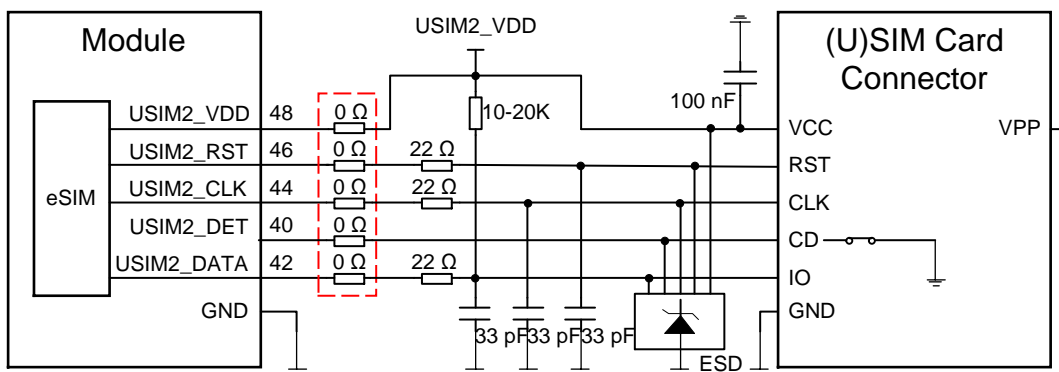 USIM2_VDD
Module
(U)SIM Card
Connector
100 nF
10-20K
eSIM
USIM2_VDD 48 0 Ω
VCC VPP
USIM2_RST 46 0 Ω 22 Ω
RST
USIM2_CLK 44 0 Ω 22 Ω
CLK
USIM2_DET 40 0 Ω
CD
USIM2_DATA 42 0 Ω 22 Ω
IO
GND
GND
33 pF 33 pF 33 pF
ESD